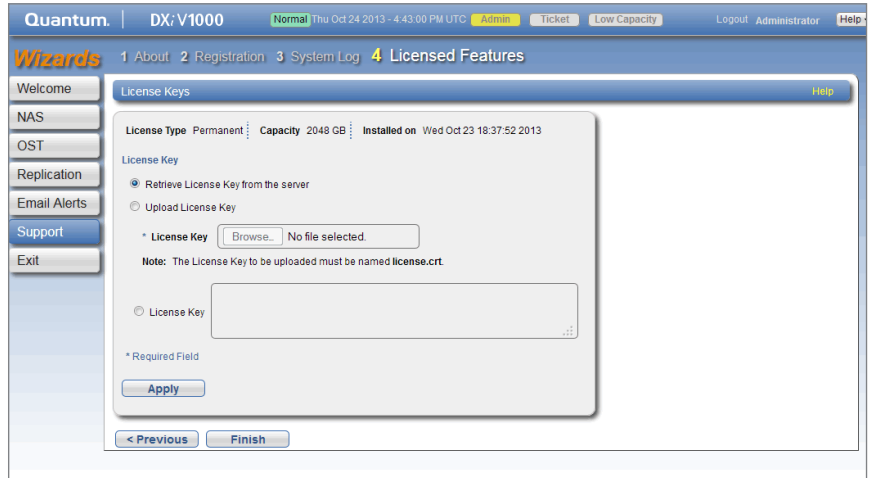 Quantum. DXi V1000 Normal Thu Oct 24 2013 - 4:43:00 PM UTC Admin Ticket Low Capacity Logout Administrator Help
Wizards 1 About 2 Registration 3 System Log 4 Licensed Features
Welcome
NAS
OST
Replication
Email Alerts
Support
Exit
License Keys Help
License Type Permanent Capacity 2048 GB Installed on Wed Oct 23 18:37:52 2013
License Key
Retrieve License Key from the server
Upload License Key
* License Key Browse.. No file selected.
Note: The License Key to be uploaded must be named license.crt.
License Key
* Required Field
Apply
< Previous Finish